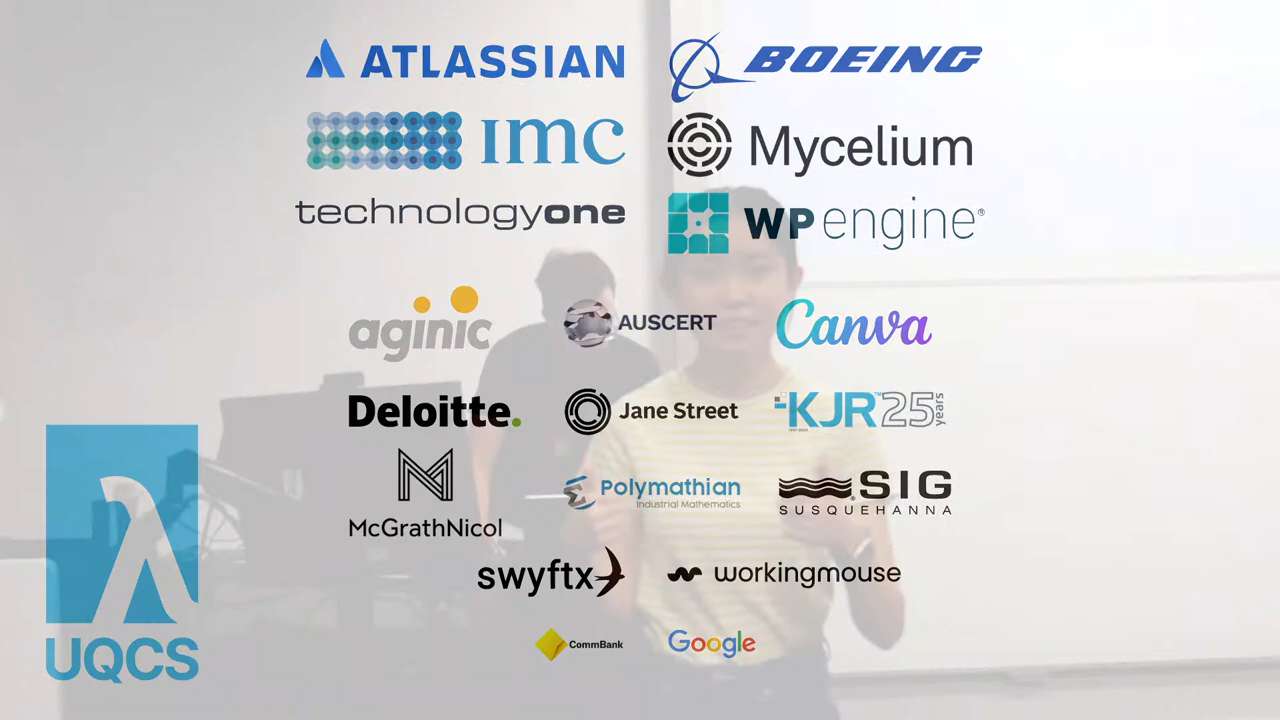 ATLASSIAN
BOEING
imc
Mycelium
technologyone
WP engine®
aginic
AUSCERT
Canva
Deloitte.
Jane Street
KJR™ 25 years
McGrathNicol
Polymathian
Industrial Mathematics
SIG®
SUSQUEHANNA
swyftx
workingmouse
CommBank
Google
UQCS